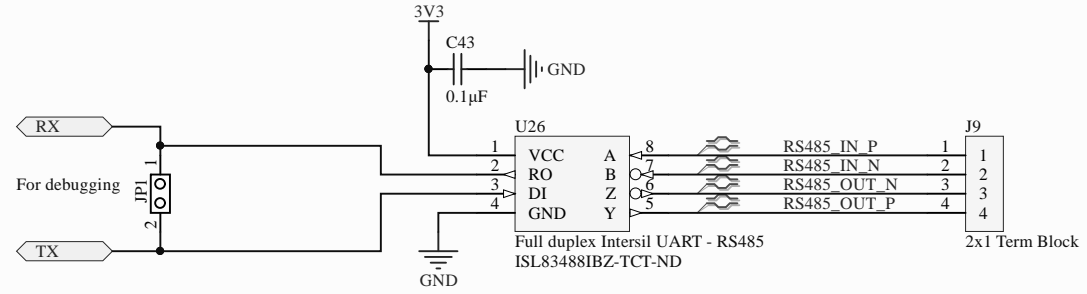 3V3
C43
GND
0.1µF
RX
U26
J9
1 VCC A 8 RS485_IN_P 1 1
2 RO B 7 RS485_IN_N 2 2
3 DI Z 6 RS485_OUT_N 3 3
4 GND Y 5 RS485_OUT_P 4 4
1
For debugging
JP1
2
TX
Full duplex Intersil UART - RS485
ISL83488IBZ-TCT-ND
2x1 Term Block
GND